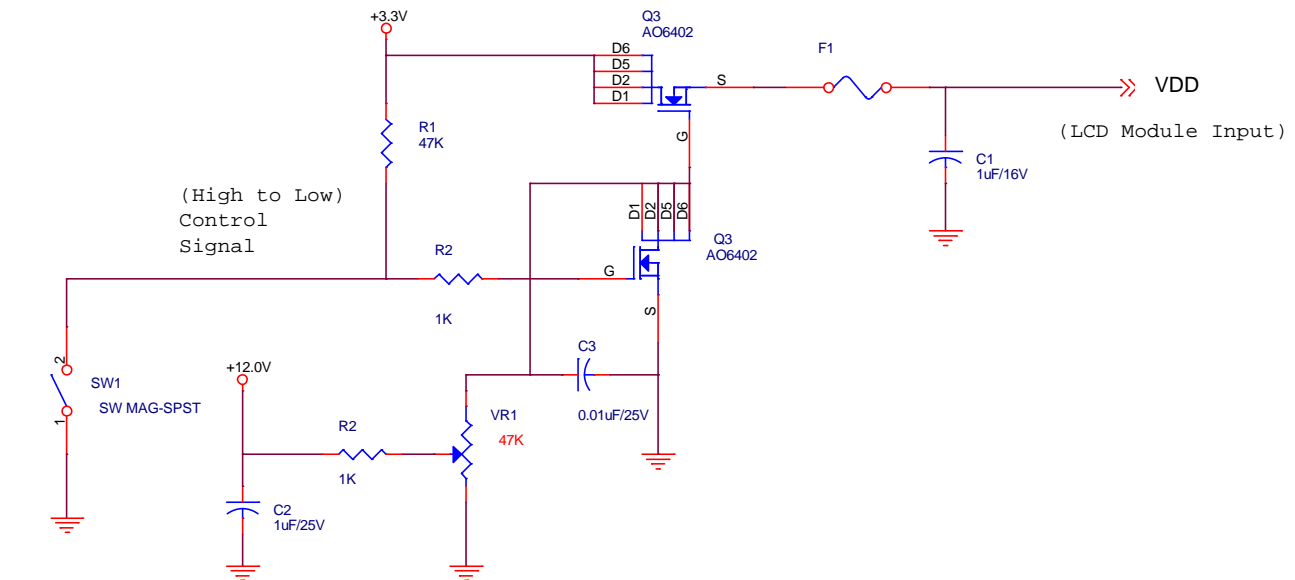 +3.3V
Q3
AO6402
D6
D5
D2
D1
S
G
F1
VDD
(LCD Module Input)
R1
47K
C1
1uF/16V
(High to Low)
Control
Signal
D1
D2
D5
D6
Q3
AO6402
R2
1K
G
S
C3
0.01uF/25V
2
1
SW1
SW MAG-SPST
+12.0V
R2
1K
VR1
47K
C2
1uF/25V